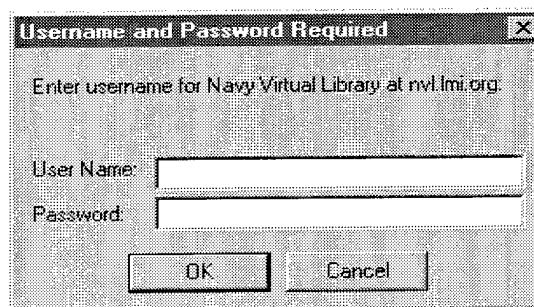 Username and Password Required
Enter username for Navy Virtual Library at nvl.lmi.org:
User Name:
Password:
OK Cancel